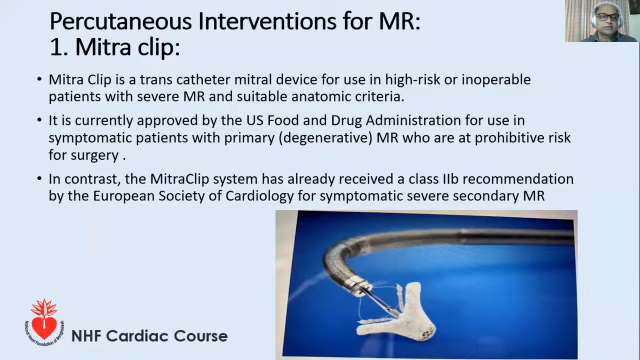 Percutaneous Interventions for MR:
1. Mitra clip:
• Mitra Clip is a trans catheter mitral device for use in high-risk or inoperable
patients with severe MR and suitable anatomic criteria.
• It is currently approved by the US Food and Drug Administration for use in
symptomatic patients with primary (degenerative) MR who are at prohibitive risk
for surgery .
• In contrast, the MitraClip system has already received a class IIb recommendation
by the European Society of Cardiology for symptomatic severe secondary MR
NHF Cardiac Course